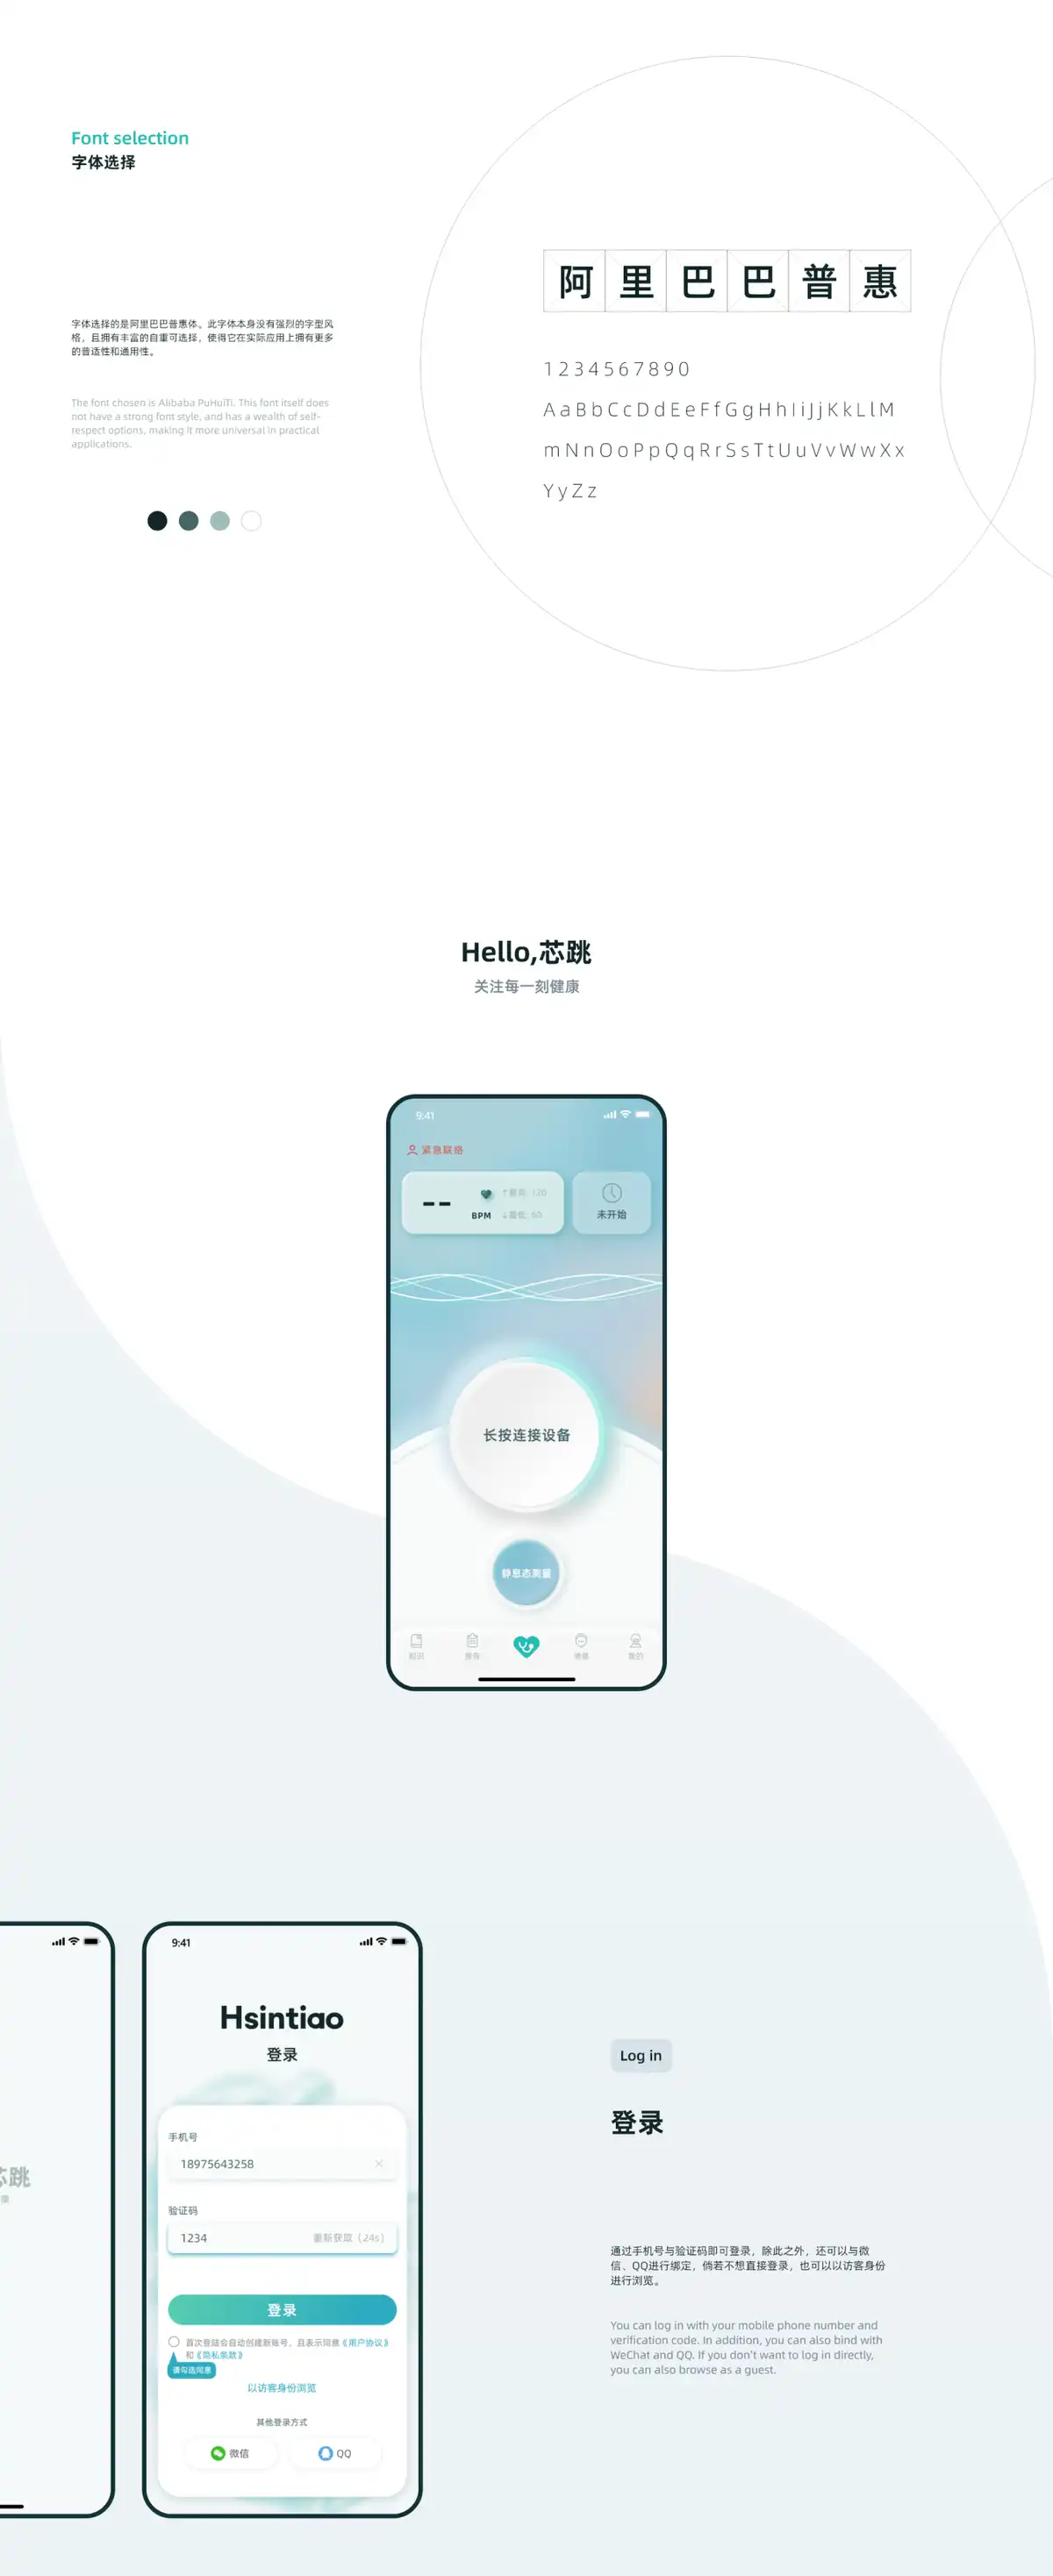 Font selection
字体选择
字体选择的是阿里巴巴普惠体。此字体本身没有强烈的字型风
格，且拥有丰富的自重可选择，使得它在实际应用上拥有更多
的普适性和通用性。
The font chosen is Alibaba PuHuiTi. This font itself does
not have a strong font style, and has a wealth of self-
respect options, making it more universal in practical
applications.
阿里巴巴普惠
1234567890
AaBbCcDdEeFfGgHhIiJjKkLlM
mNnOoPpQqRrSsTtUuVvWwXx
YyZz
Hello,芯跳
关注每一刻健康
9:41
紧急联络
--
BPM
↑最高: 120
↓最低: 60
未开始
长按连接设备
静息态测量
知识
报告
我的
芯跳
康
9:41
Hsintiao
登录
手机号
18975643258
验证码
1234
重新获取（24s）
登录
首次登陆会自动创建新账号，且表示同意《用户协议》
和《隐私条款》
请勾选同意
以访客身份浏览
其他登录方式
微信
QQ
Log in
登录
通过手机号与验证码即可登录，除此之外，还可以与微
信、QQ进行绑定，倘若不想直接登录，也可以以访客身份
进行浏览。
You can log in with your mobile phone number and
verification code. In addition, you can also bind with
WeChat and QQ. If you don't want to log in directly,
you can also browse as a guest.